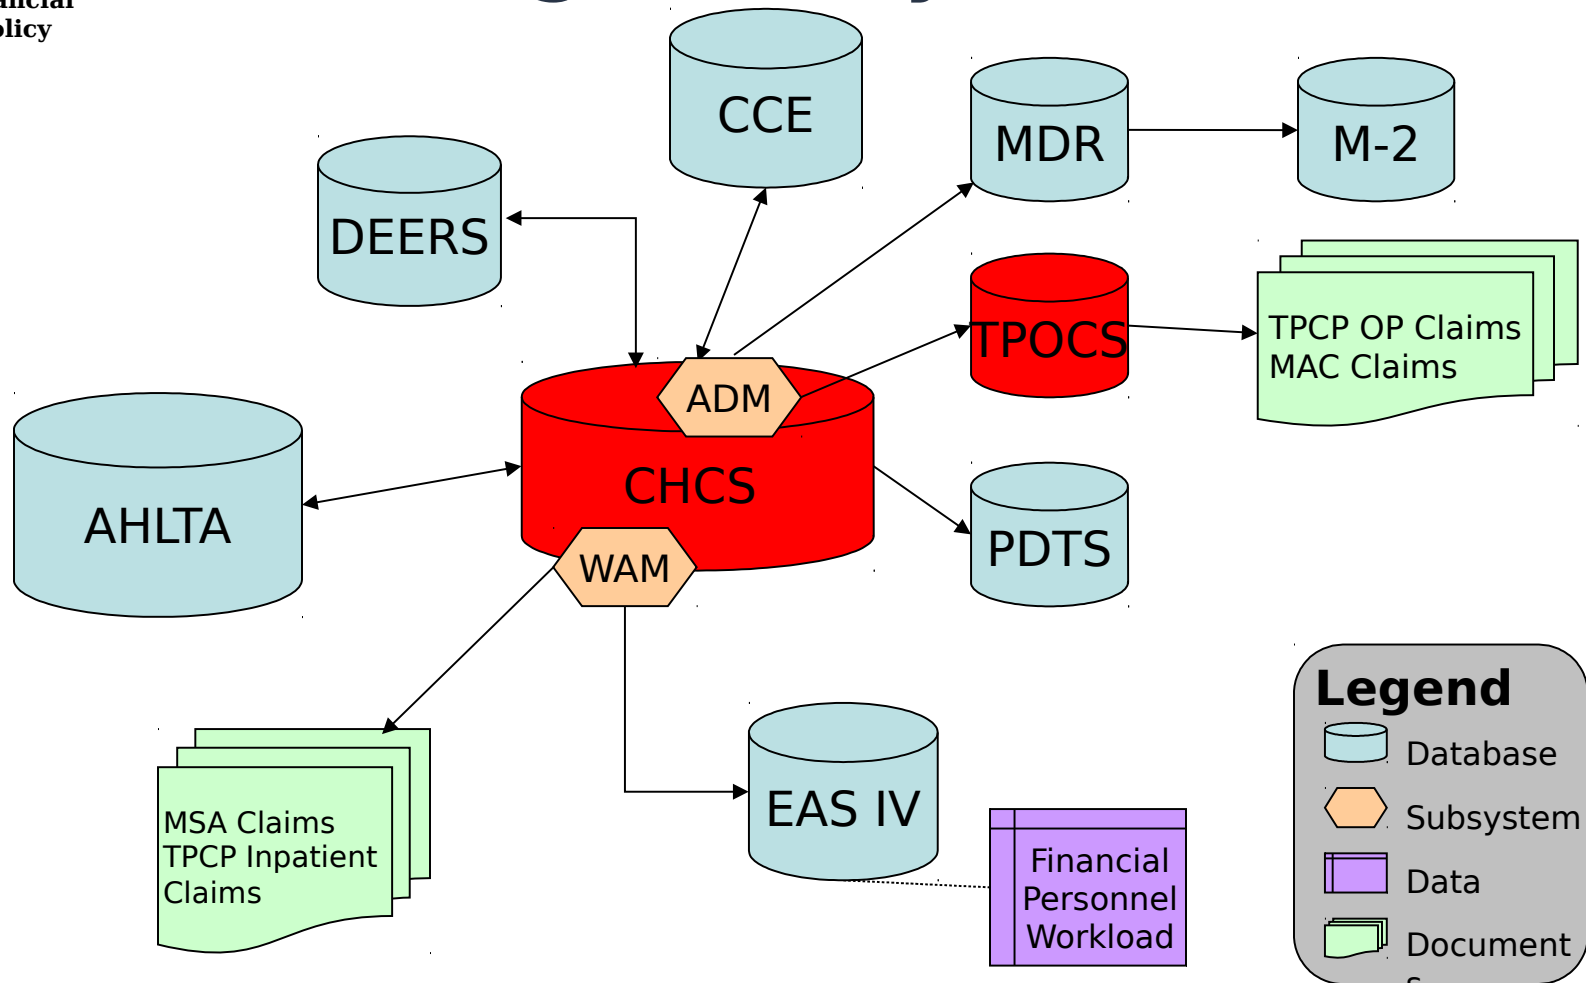 olicy
CCE
MDR
M-2
DEERS
TPOCS
TPCP OP Claims
MAC Claims
ADM
CHCS
AHLTA
PDTS
WAM
MSA Claims
TPCP Inpatient
Claims
EAS IV
Financial
Personnel
Workload
Legend
Database
Subsystem
Data
Document